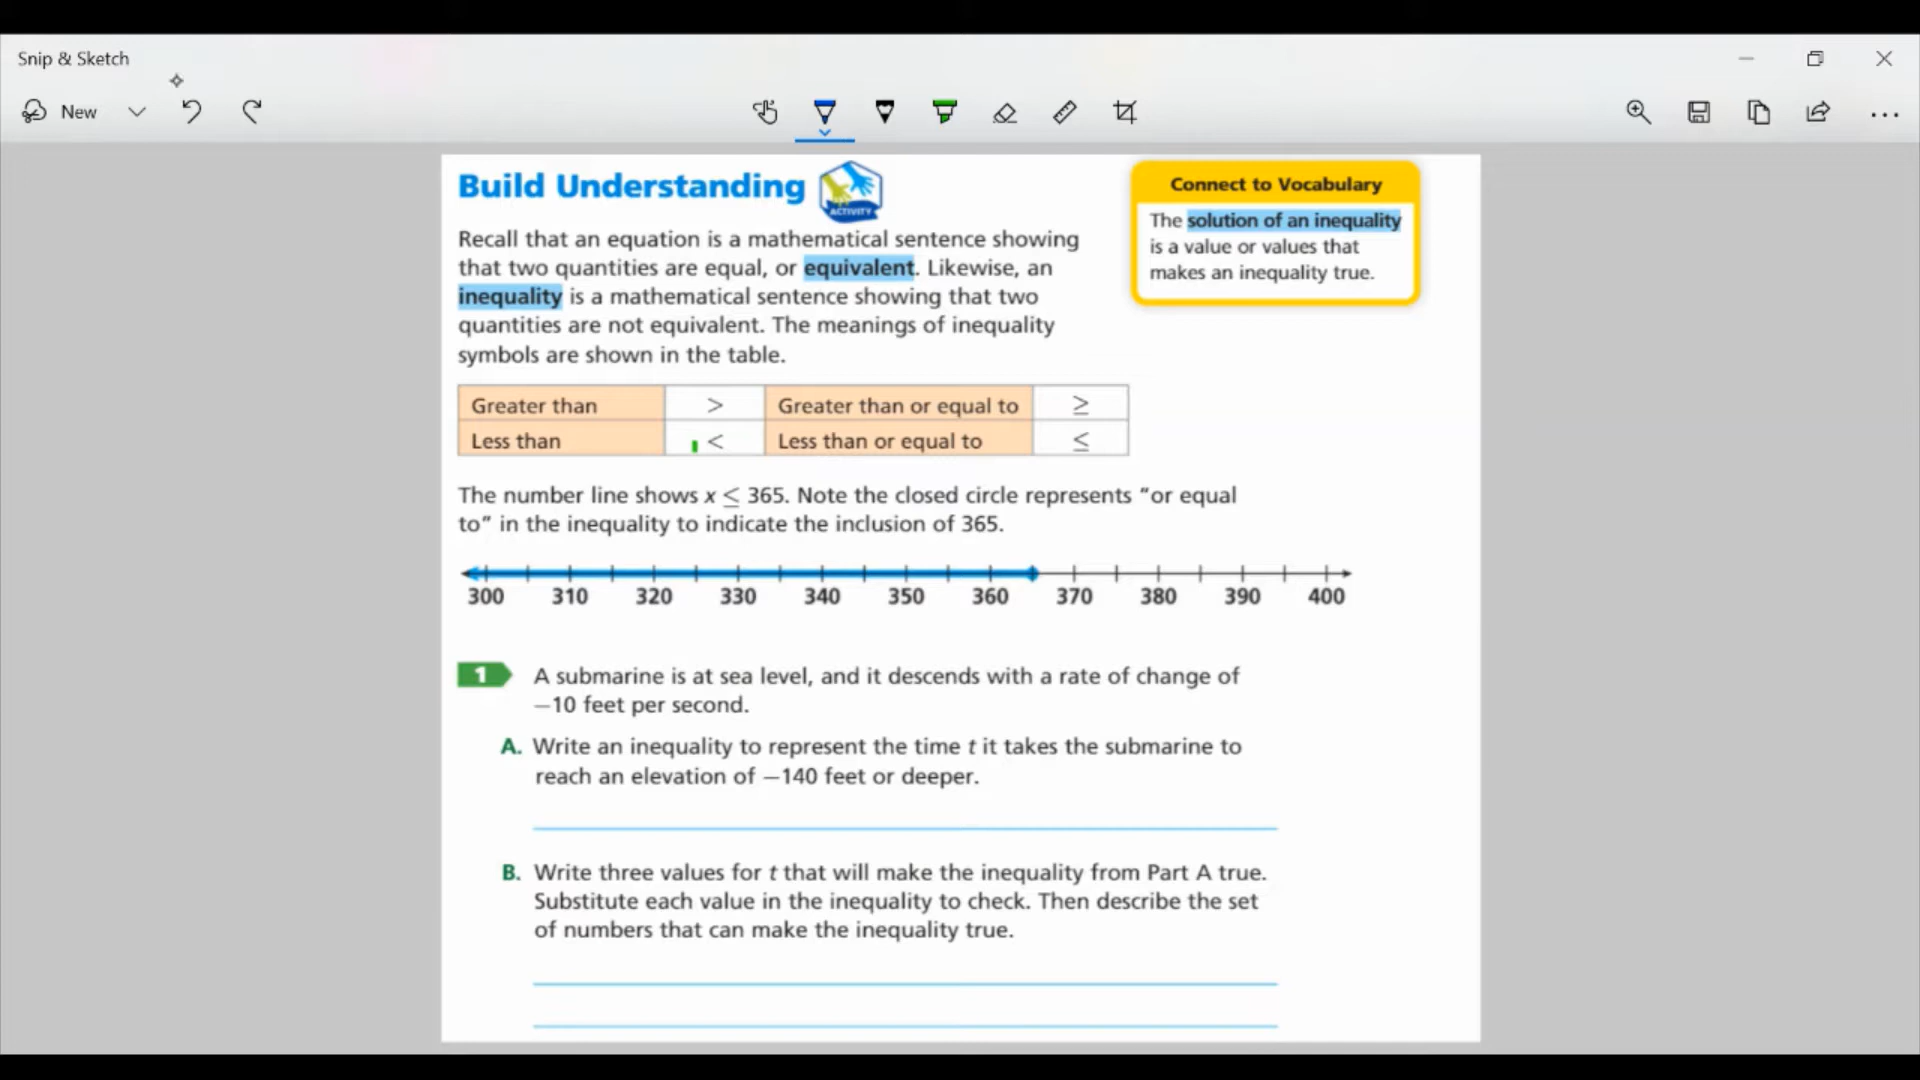 Snip & Sketch
New
Build Understanding
ACTIVITY
Connect to Vocabulary
The solution of an inequality
is a value or values that
makes an inequality true.
Recall that an equation is a mathematical sentence showing
that two quantities are equal, or equivalent. Likewise, an
inequality is a mathematical sentence showing that two
quantities are not equivalent. The meanings of inequality
symbols are shown in the table.
Greater than > Greater than or equal to ≥
Less than < Less than or equal to ≤
The number line shows x ≤ 365. Note the closed circle represents “or equal
to” in the inequality to indicate the inclusion of 365.
300 310 320 330 340 350 360 370 380 390 400
1 A submarine is at sea level, and it descends with a rate of change of
−10 feet per second.
A. Write an inequality to represent the time t it takes the submarine to
reach an elevation of −140 feet or deeper.
B. Write three values for t that will make the inequality from Part A true.
Substitute each value in the inequality to check. Then describe the set
of numbers that can make the inequality true.